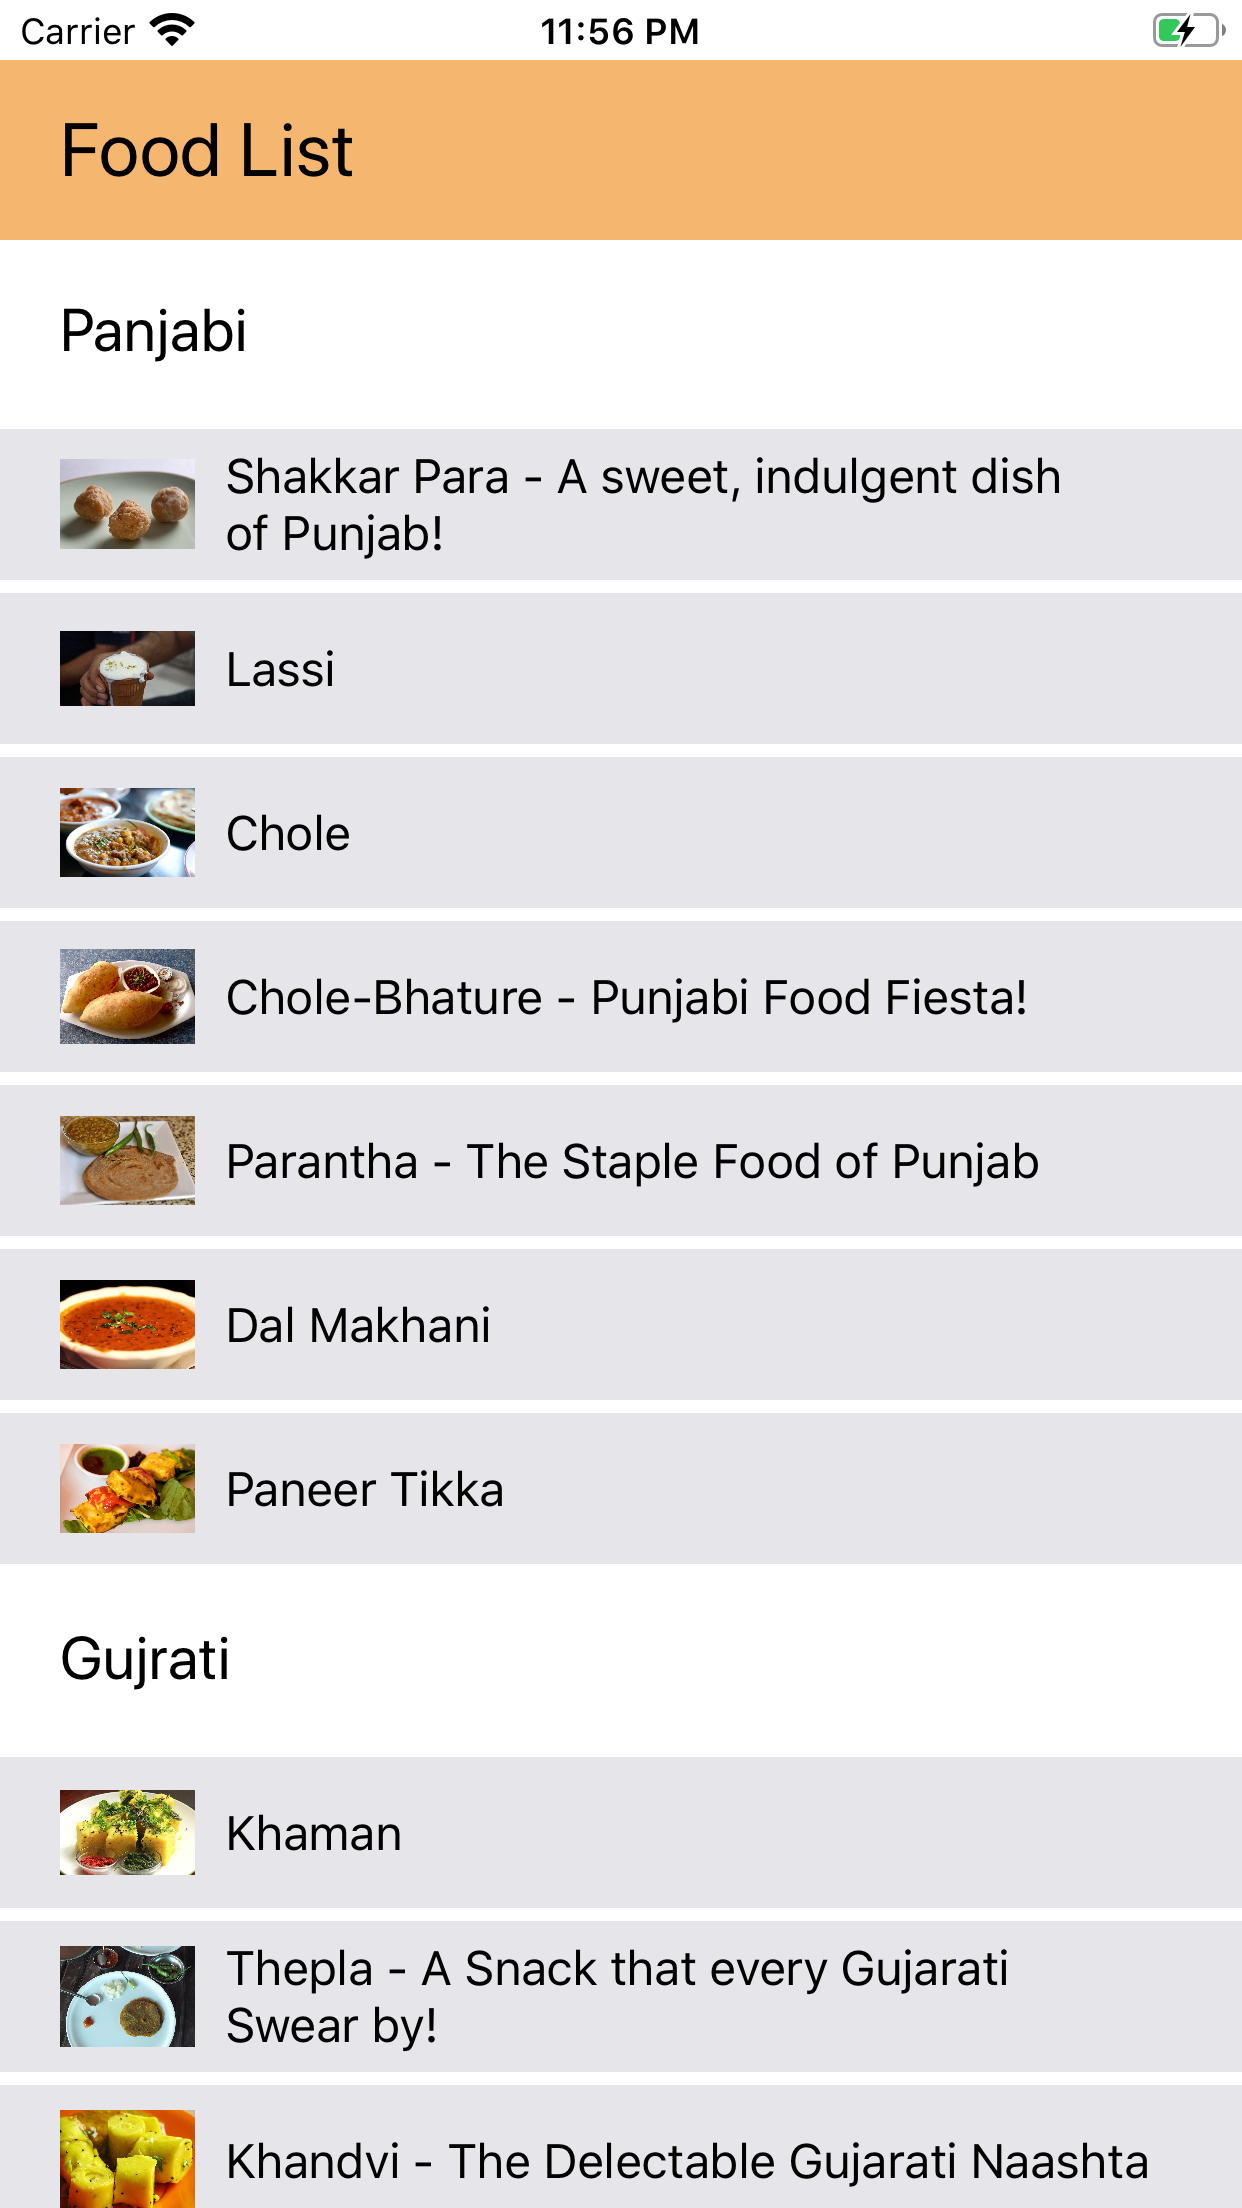 Carrier 11:56 PM
Food List
Panjabi
Shakkar Para - A sweet, indulgent dish
of Punjab!
Lassi
Chole
Chole-Bhature - Punjabi Food Fiesta!
Parantha - The Staple Food of Punjab
Dal Makhani
Paneer Tikka
Gujrati
Khaman
Thepla - A Snack that every Gujarati
Swear by!
Khandvi - The Delectable Gujarati Naashta